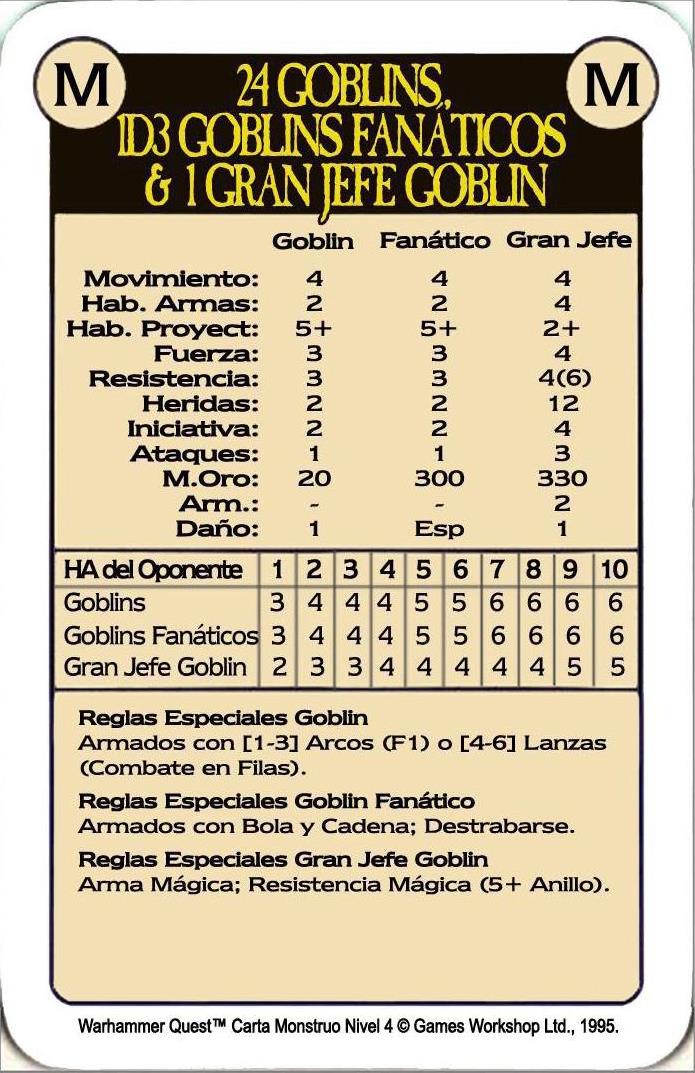 M
M
24 GOBLINS,
1D3 GOBLINS FANÁTICOS
& 1 GRAN JEFE GOBLIN
Goblin Fanático Gran Jefe
Movimiento: 4 4 4
Hab. Armas: 2 2 4
Hab. Proyect: 5+ 5+ 2+
Fuerza: 3 3 4
Resistencia: 3 3 4(6)
Heridas: 2 2 12
Iniciativa: 2 2 4
Ataques: 1 1 3
M.Oro: 20 300 330
Arm.: - - 2
Daño: 1 Esp 1
HA del Oponente 1 2 3 4 5 6 7 8 9 10
Goblins 3 4 4 4 5 5 6 6 6 6
Goblins Fanáticos 3 4 4 4 5 5 6 6 6 6
Gran Jefe Goblin 2 3 3 4 4 4 4 4 5 5
Reglas Especiales Goblin
Armados con [1-3] Arcos (F1) o [4-6] Lanzas
(Combate en Filas).
Reglas Especiales Goblin Fanático
Armados con Bola y Cadena; Destrabarse.
Reglas Especiales Gran Jefe Goblin
Arma Mágica; Resistencia Mágica (5+ Anillo).
Warhammer Quest™ Carta Monstruo Nivel 4 © Games Workshop Ltd., 1995.